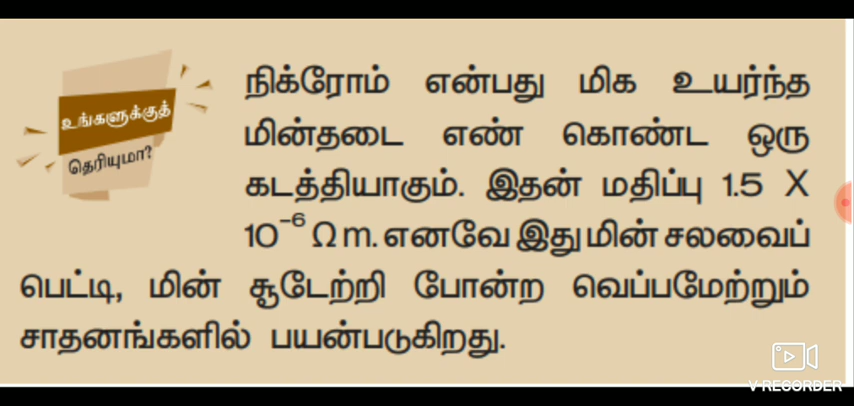 உங்களுக்குத்
தெரியுமா?
நிக்ரோம் என்பது மிக உயர்ந்த
மின்தடை எண் கொண்ட ஒரு
கடத்தியாகும். இதன் மதிப்பு 1.5 X
10⁻⁶ Ω m. எனவே இது மின் சலவைப்
பெட்டி, மின் சூடேற்றி போன்ற வெப்பமேற்றும்
சாதனங்களில் பயன்படுகிறது.
V RECORDER